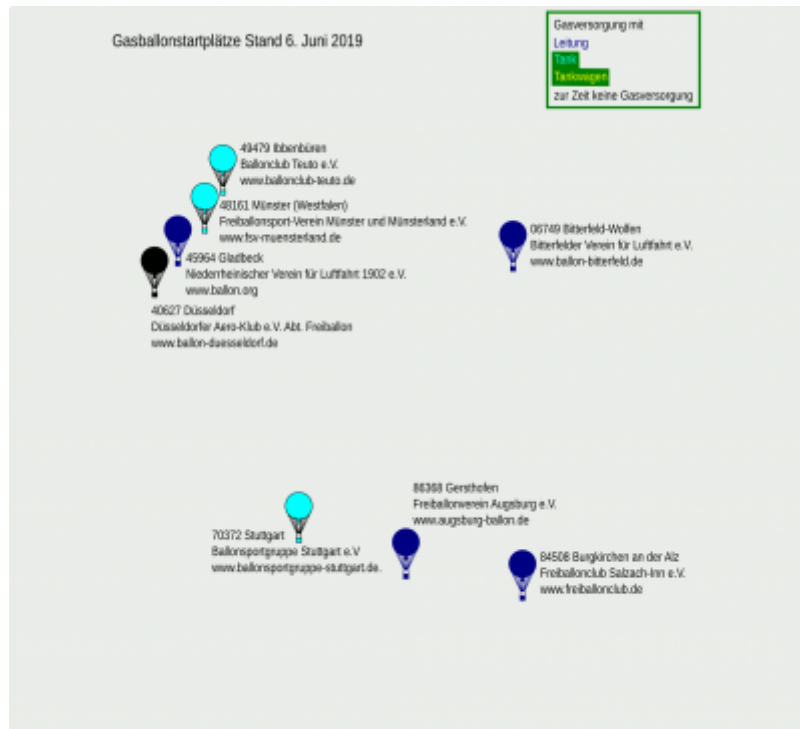 Gasballonstartplätze Stand 6. Juni 2019
Gasversorgung mit
Leitung
Tank
Tankwagen
zur Zeit keine Gasversorgung
49479 Ibbenbüren
Ballonclub Teuto e.V.
www.ballonclub-teuto.de
48161 Münster (Westfalen)
Freiballonsport-Verein Münster und Münsterland e.V.
www.fsv-muensterland.de
45964 Gladbeck
Niederrheinischer Verein für Luftfahrt 1902 e.V.
www.ballon.org
40627 Düsseldorf
Düsseldorfer Aero-Klub e.V. Abt. Freiballon
www.ballon-duesseldorf.de
06749 Bitterfeld-Wolfen
Bitterfelder Verein für Luftfahrt e.V.
www.ballon-bitterfeld.de
86368 Gersthofen
Freiballonverein Augsburg e.V.
www.augsburg-ballon.de
70372 Stuttgart
Ballonsportgruppe Stuttgart e.V
www.ballonsportgruppe-stuttgart.de.
84508 Burgkirchen an der Alz
Freiballonclub Salzach-Inn e.V.
www.freiballonclub.de